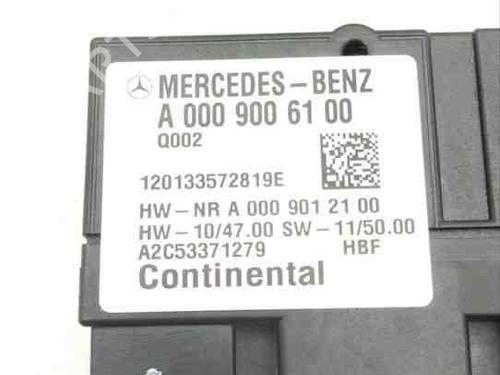 MERCEDES-BENZ
A 000 900 61 00
Q002
120133572819E
HW-NR A 000 901 21 00
HW-10/47.00 SW-11/50.00
A2C53371279 HBF
Continental